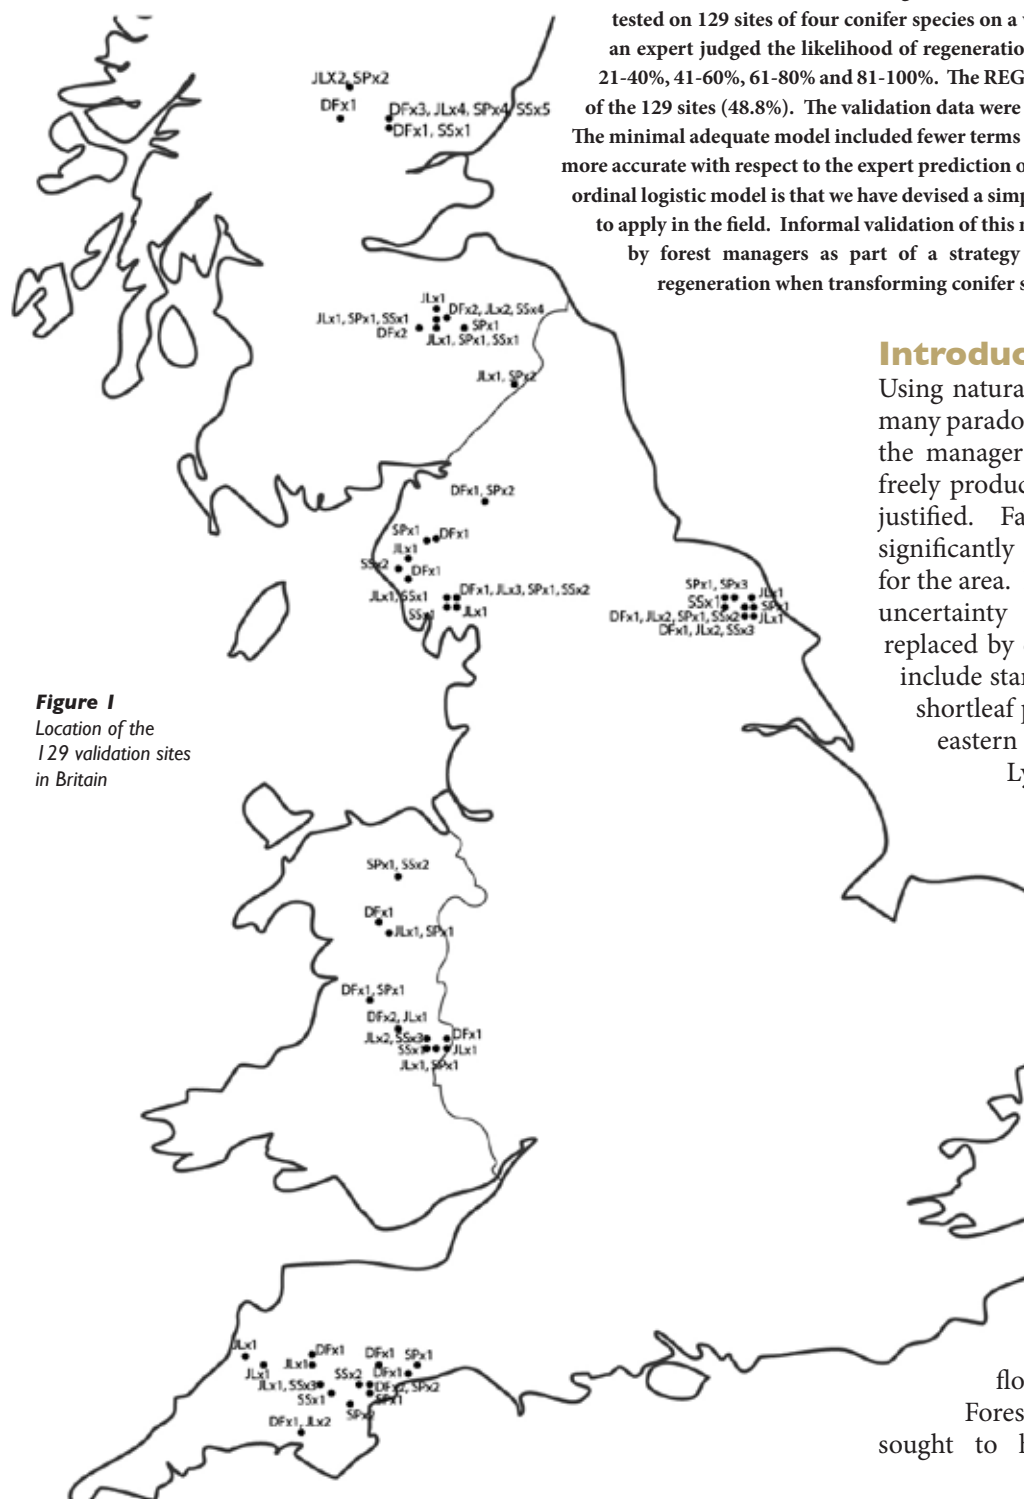 tested on 129 sites of four conifer species on a
an expert judged the likelihood of
21-40%, 41-60%, 61-80% and 81-100%. The
of the 129 sites (48.8%). The validation data were
The minimal adequate model included fewer terms
more accurate with respect to the expert prediction
ordinal logistic model is that we have devised a
to apply in the field. Informal validation of this
by forest managers as part of a strategy
regeneration when transforming conifer
JLX2, SPx2
DFx1
DFx3, JLx4, SPx4, SSx5
DFx1, SSx1
JLx1
DFx2, JLx2, SSx4
JLx1, SPx1, SSx1
SPx1
DFx2
JLx1, SPx1, SSx1
JLx1, SPx2
DFx1, SPx2
SPx1
DFx1
JLx1
SSx2
DFx1
JLx1, SSx1
DFx1, JLx3, SPx1, SSx2
SSx1
JLx1
SPx1, SPx3
JLx1
SSx1
SPx1
DFx1, JLx2, SPx1, SSx2
JLx1
DFx1, JLx2, SSx3
Figure 1
Location of the
129 validation sites
in Britain
SPx1, SSx2
DFx1
JLx1, SPx1
DFx1, SPx1
DFx2, JLx1
JLx2, SSx3
DFx1
SSx1
JLx1
JLx1, SPx1
JLx1
DFx1
DFx1
SPx1
JLx1
JLx1
DFx1
JLx1, SSx3
SSx2
DFx2, SPx2
SSx1
SPx1
SPx2
DFx1, JLx2
Introduc
Using natura
many parado
the manager
freely produc
justified. Fa
significantly
for the area.
uncertainty
replaced by
include star
shortleaf p
eastern
Ly
flo
Fores
sought to h